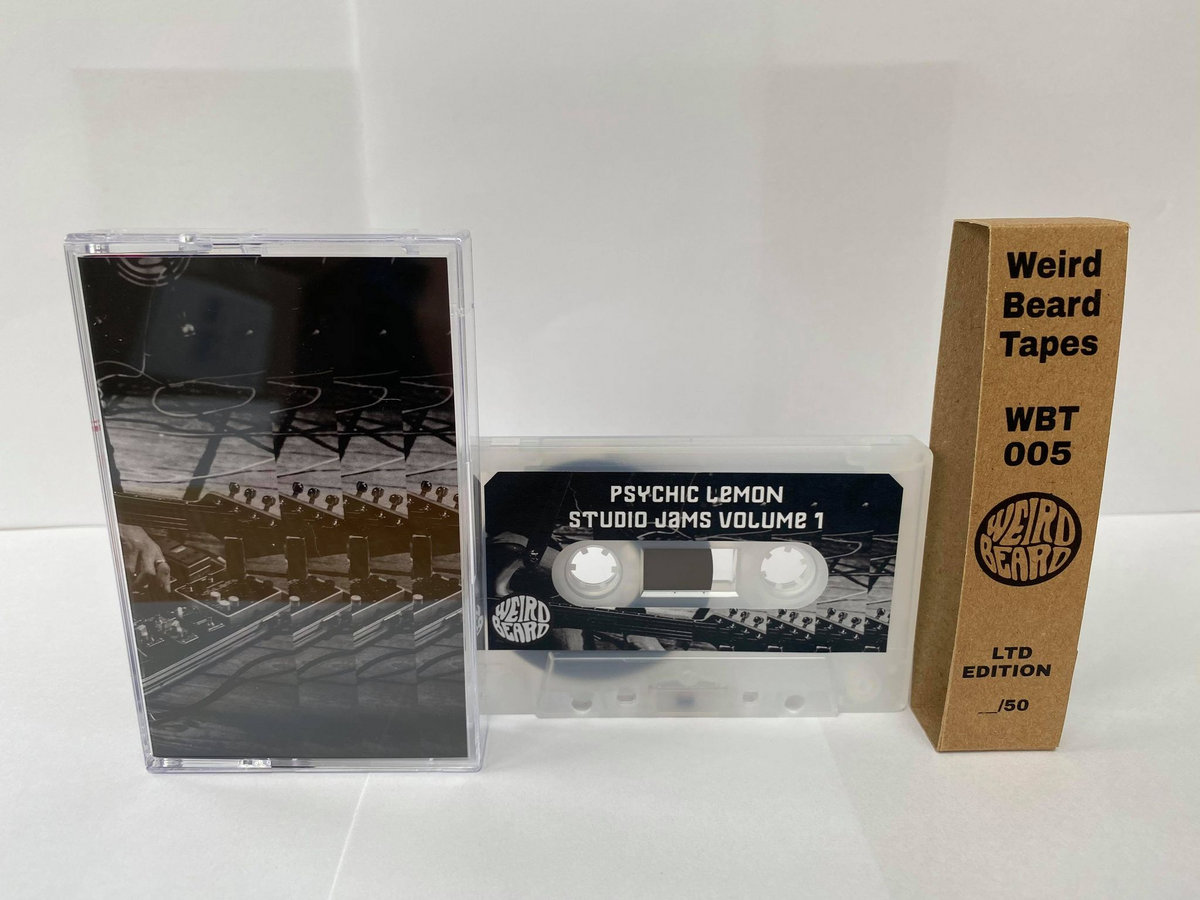 PSYCHIC LEMON
STUDIO JAMS VOLUME 1
WEIRD
BEARD
Weird
Beard
Tapes
WBT
005
WEIRD
BEARD
LTD
EDITION
__/50